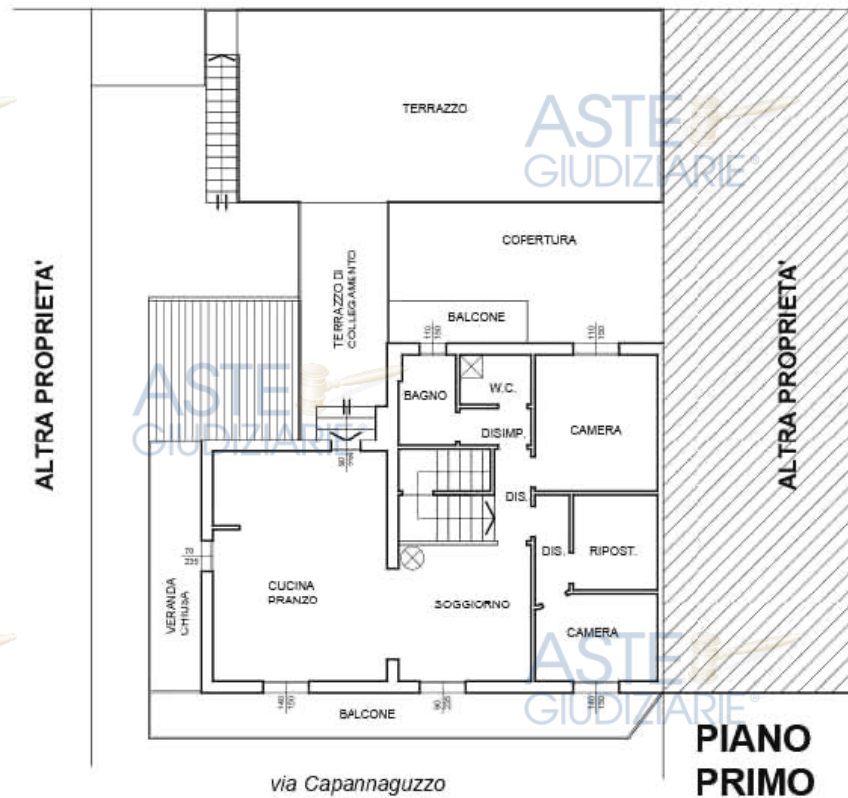 TERRAZZO
ASTE
GIUDIZIARIE®
COPERTURA
ALTRA PROPRIETA'
TERRAZZO DI
COLLEGAMENTO
ALTRA PROPRIETA'
BALCONE
110
150
110
150
ASTE
GIUDIZIARIE®
BAGNO
W.C.
DISIMP.
CAMERA
90
DIS.
70
235
DIS.
RIPOST.
VERANDA
CHIUSA
CUCINA
PRANZO
SOGGIORNO
CAMERA
ASTE
GIUDIZIARIE®
140
150
90
235
150
BALCONE
PIANO
PRIMO
via Capannaguzzo